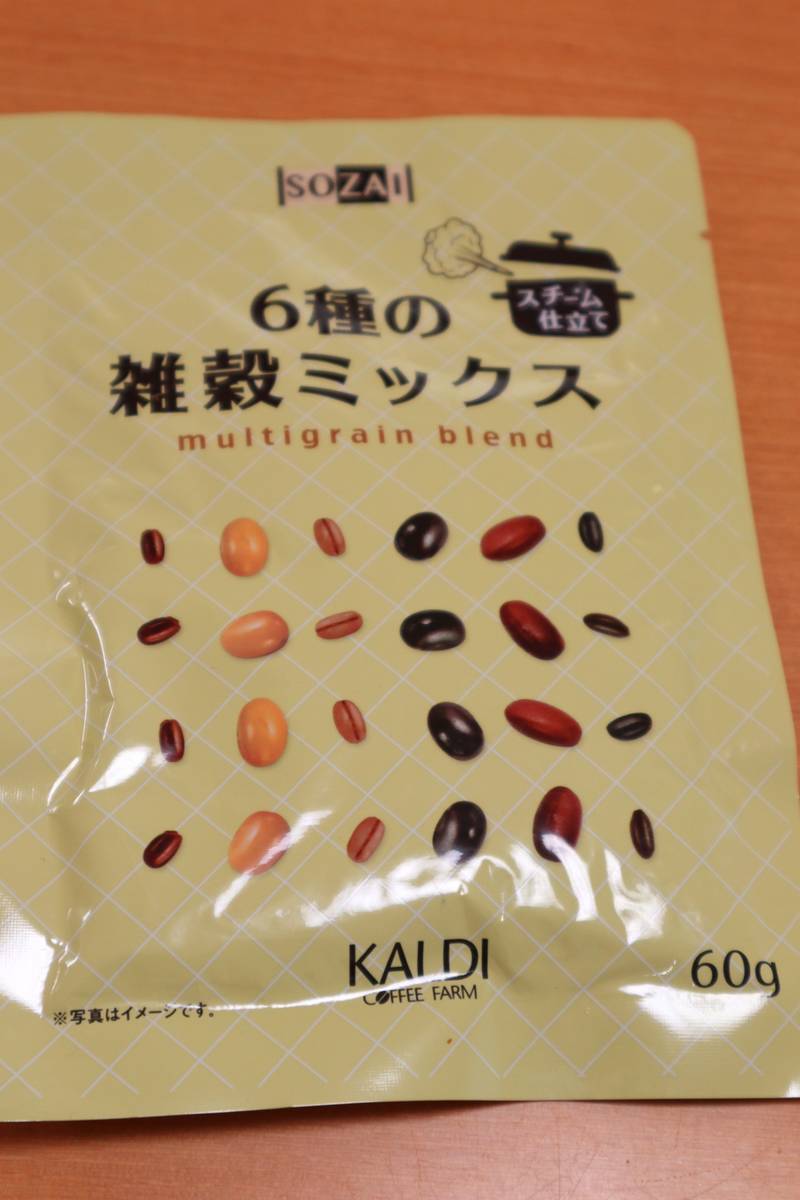 SOZAI
スチーム
仕立て
6種の
雑穀ミックス
multigrain blend
KALDI
COFFEE FARM
60g
※写真はイメージです。